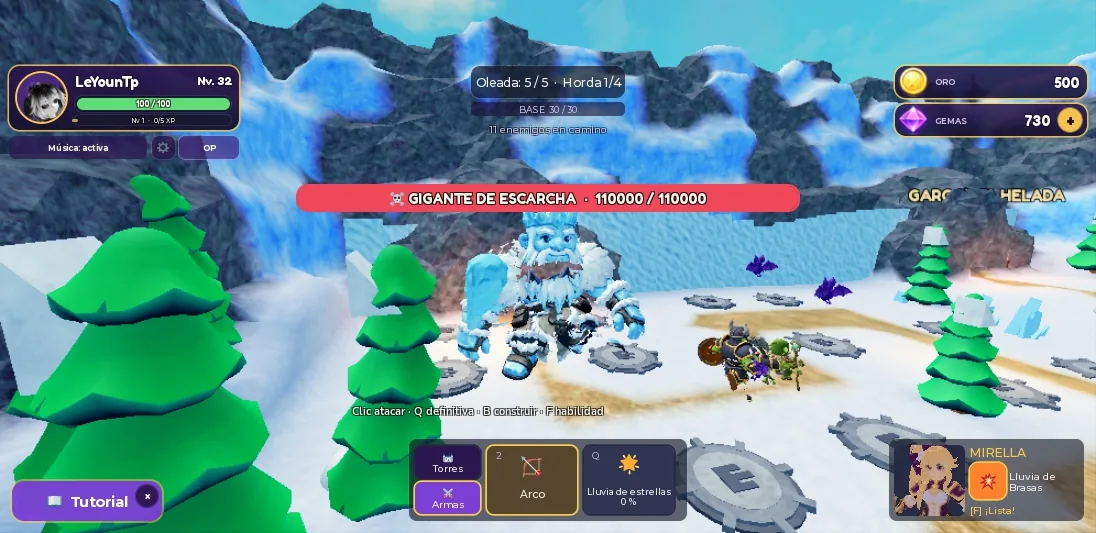 LeYounTp
Nv. 32
100 / 100
Nv 1 · 0/5 XP
Música: activa
OP
Oleada: 5 / 5 · Horda 1/4
BASE 30 / 30
11 enemigos en camino
ORO
500
GEMAS
730
+
GIGANTE DE ESCARCHA · 110000 / 110000
HELADA
E
E
E
E
Clic atacar · Q definitiva · B construir · F habilidad
Torres
Armas
2
Arco
Q
Lluvia de estrellas
0%
Tutorial
×
MIRELLA
Lluvia de
Brasas
[F] ¡Lista!